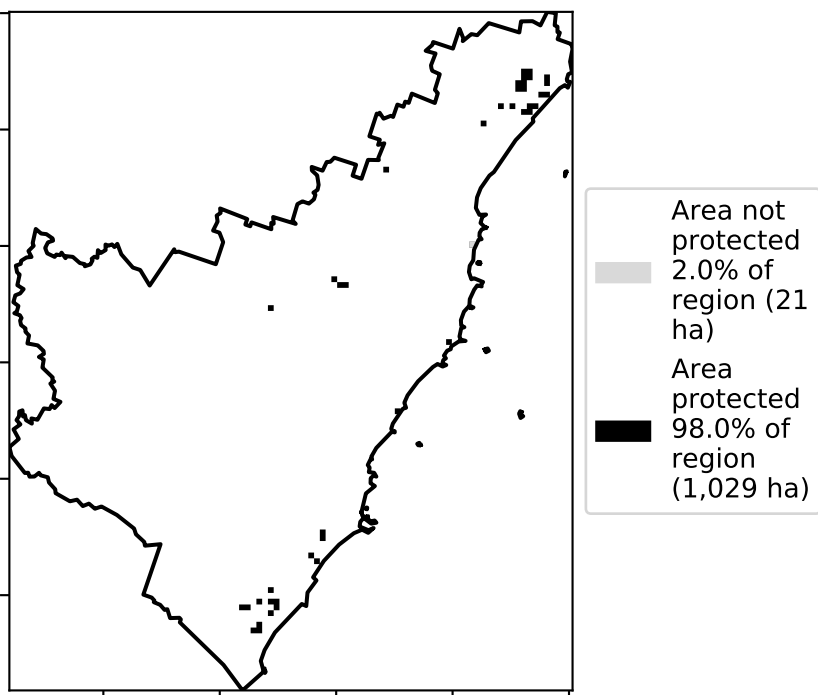 Area not
protected
2.0% of
region (21
ha)
Area
protected
98.0% of
region
(1,029 ha)